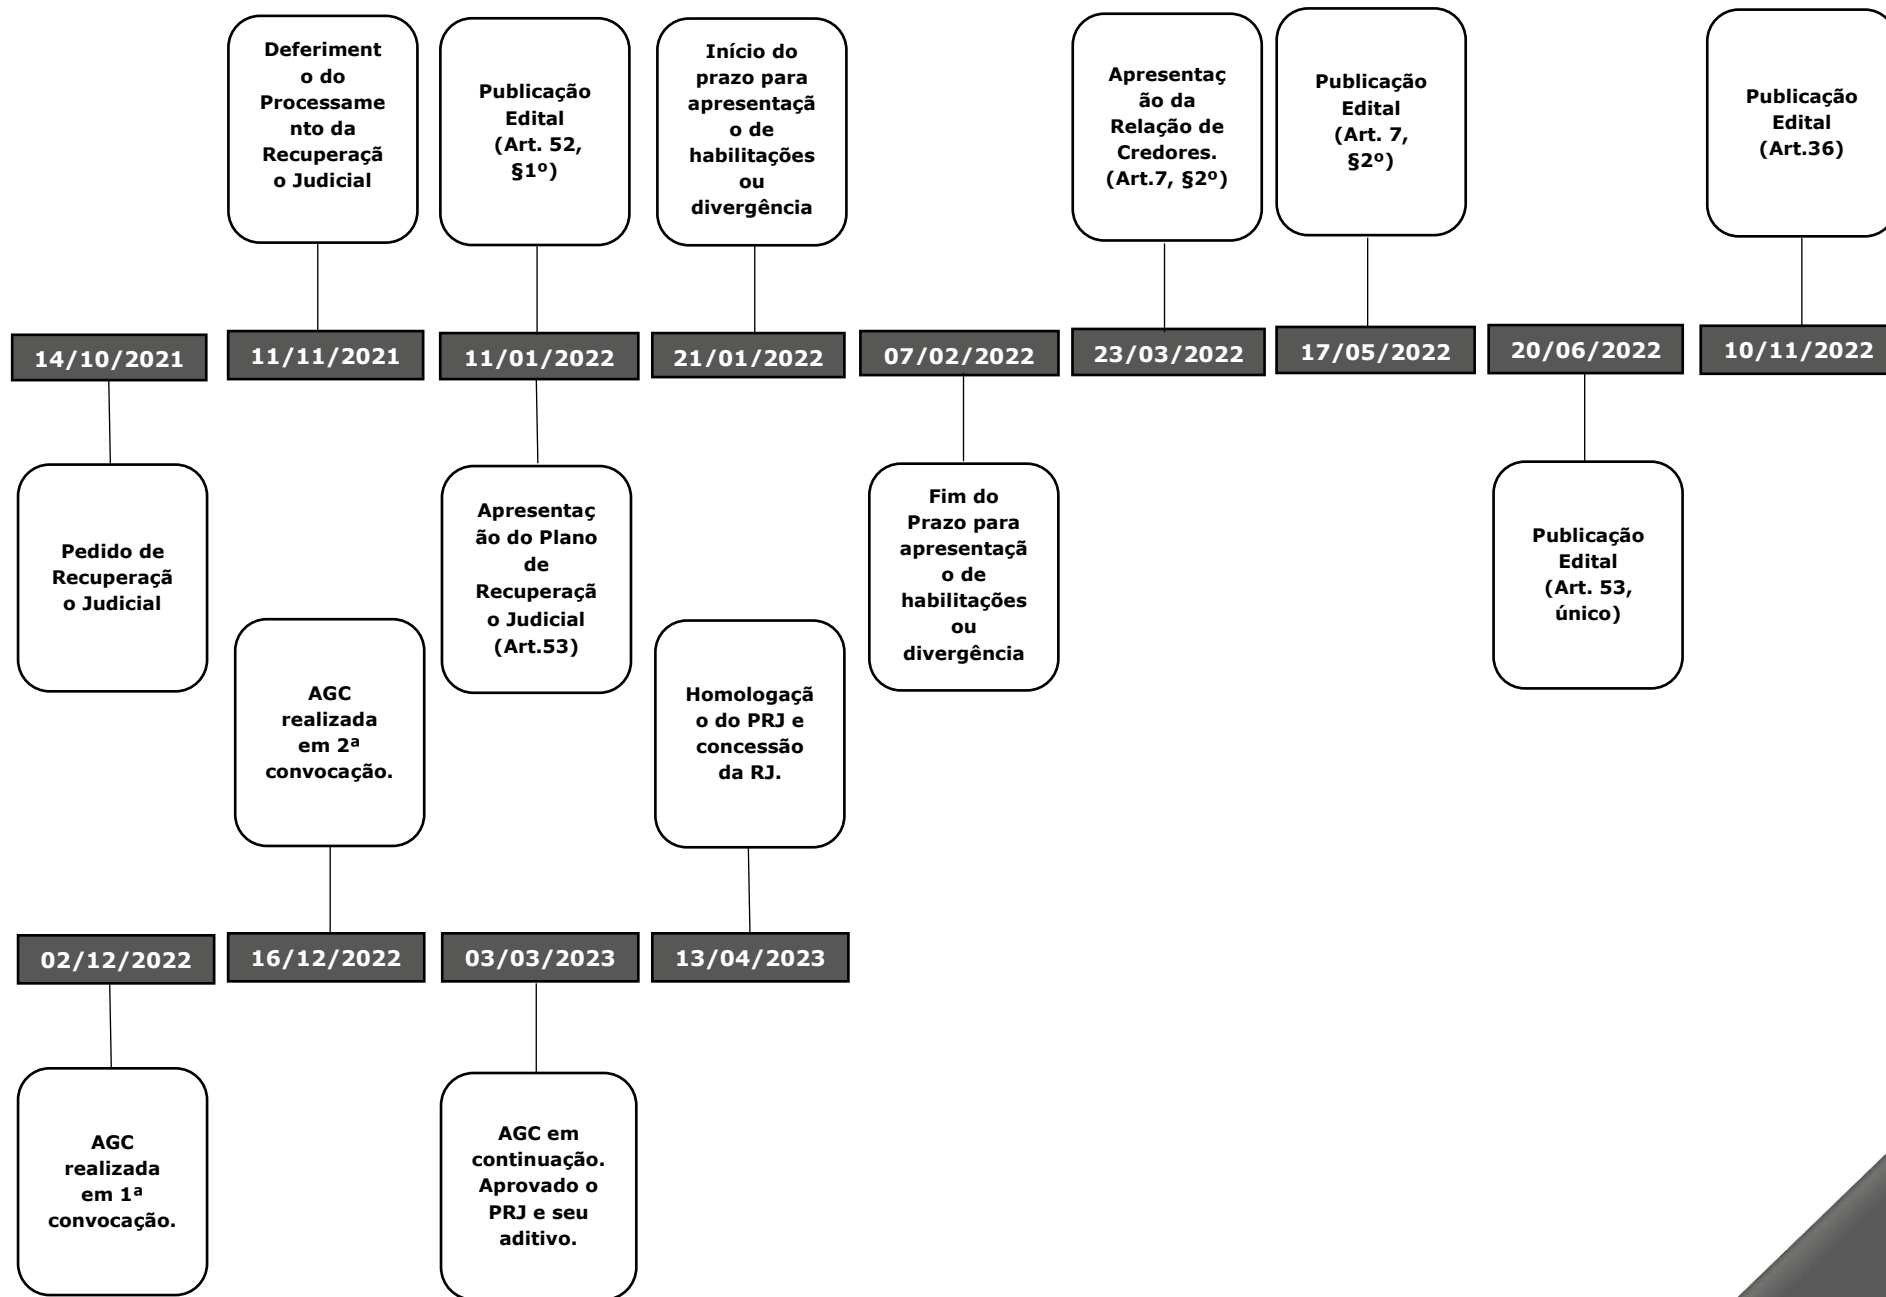 Deferiment
o do
Processame
nto da
Recuperaçã
o Judicial
Publicação
Edital
(Art. 52,
§1º)
Início do
prazo para
apresentaçã
o de
habilitações
ou
divergência
Apresentaç
ão da
Relação de
Credores.
(Art.7, §2º)
Publicação
Edital
(Art. 7,
§2º)
Publicação
Edital
(Art.36)
14/10/2021
11/11/2021
11/01/2022
21/01/2022
07/02/2022
23/03/2022
17/05/2022
20/06/2022
10/11/2022
Pedido de
Recuperaçã
o Judicial
Apresentaç
ão do Plano
de
Recuperaçã
o Judicial
(Art.53)
Fim do
Prazo para
apresentaçã
o de
habilitações
ou
divergência
Publicação
Edital
(Art. 53,
único)
AGC
realizada
em 2ª
convocação.
Homologaçã
o do PRJ e
concessão
da RJ.
02/12/2022
16/12/2022
03/03/2023
13/04/2023
AGC
realizada
em 1ª
convocação.
AGC em
continuação.
Aprovado o
PRJ e seu
aditivo.